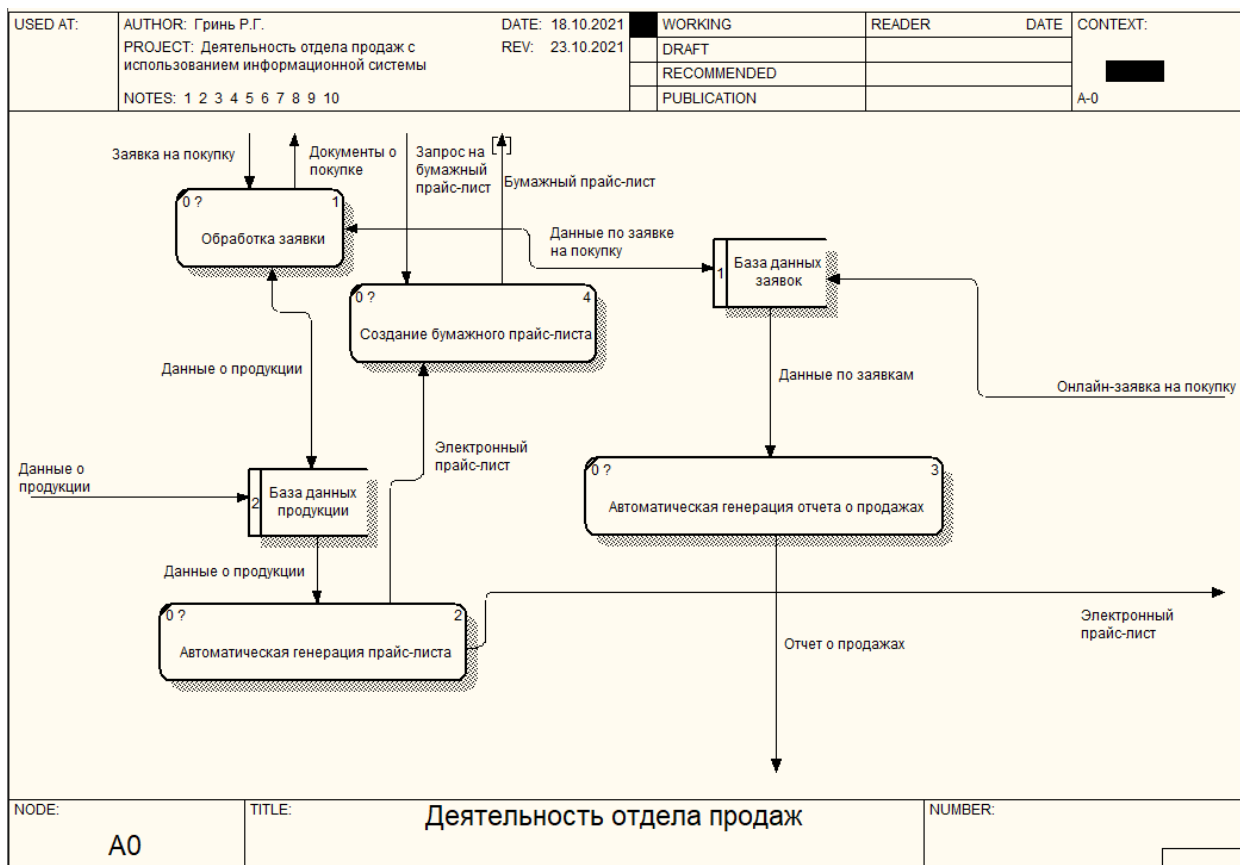 USED AT:
AUTHOR: Гринь Р.Г.
DATE: 18.10.2021
PROJECT: Деятельность отдела продаж с
использованием информационной системы
REV: 23.10.2021
NOTES: 1 2 3 4 5 6 7 8 9 10
WORKING
DRAFT
RECOMMENDED
PUBLICATION
READER
DATE
CONTEXT:
A-0
Заявка на покупку
Документы о
покупке
Запрос на
бумажный
прайс-лист
Бумажный прайс-лист
0 ?
1
Обработка заявки
Данные по заявке
на покупку
1
База данных
заявок
0 ?
4
Создание бумажного прайс-листа
Данные о продукции
Данные по заявкам
Онлайн-заявка на покупку
Электронный
прайс-лист
Данные о
продукции
2
База данных
продукции
0 ?
3
Автоматическая генерация отчета о продажах
Данные о продукции
0 ?
2
Автоматическая генерация прайс-листа
Электронный
прайс-лист
Отчет о продажах
NODE:
A0
TITLE:
Деятельность отдела продаж
NUMBER: